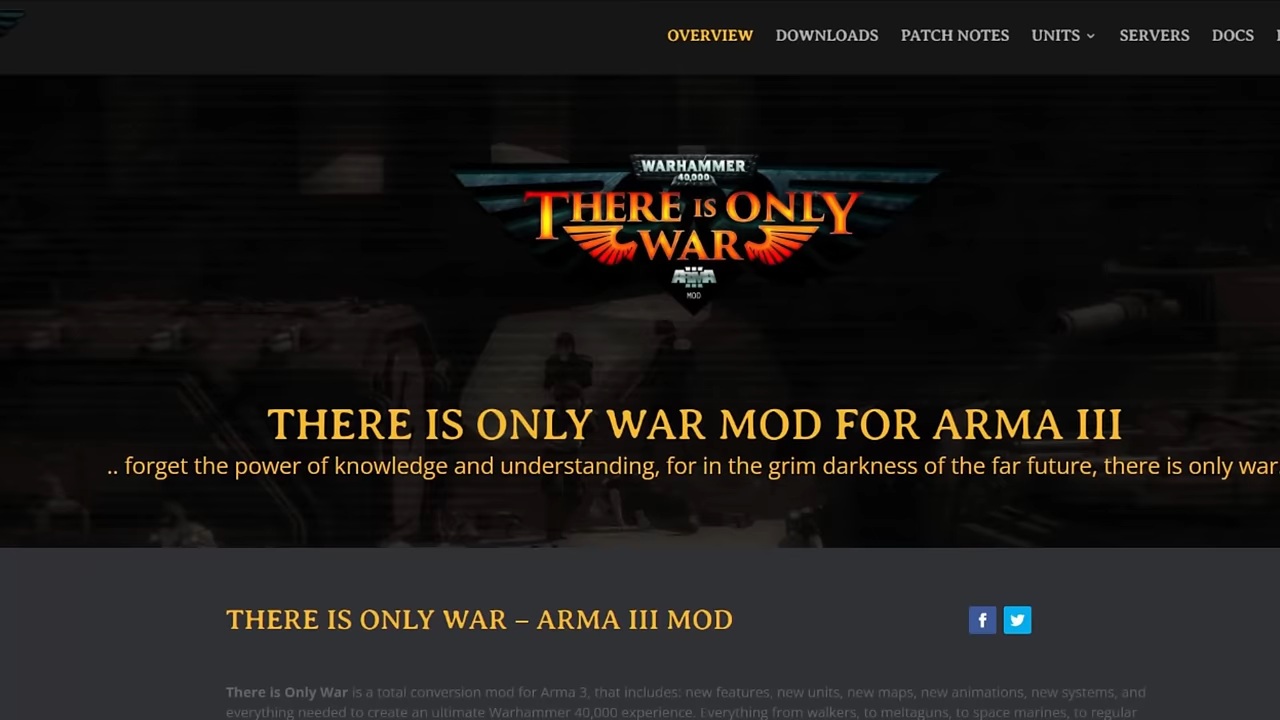 OVERVIEW DOWNLOADS PATCH NOTES UNITS SERVERS DOCS
WARHAMMER
40,000
THERE IS ONLY
WAR
ARMA
III
MOD
THERE IS ONLY WAR MOD FOR ARMA III
.. forget the power of knowledge and understanding, for in the grim darkness of the far future, there is only war
THERE IS ONLY WAR – ARMA III MOD
There is Only War is a total conversion mod for Arma 3, that includes: new features, new units, new maps, new animations, new systems, and
everything needed to create an ultimate Warhammer 40,000 experience. Everything from walkers, to meltaguns, to space marines, to regular